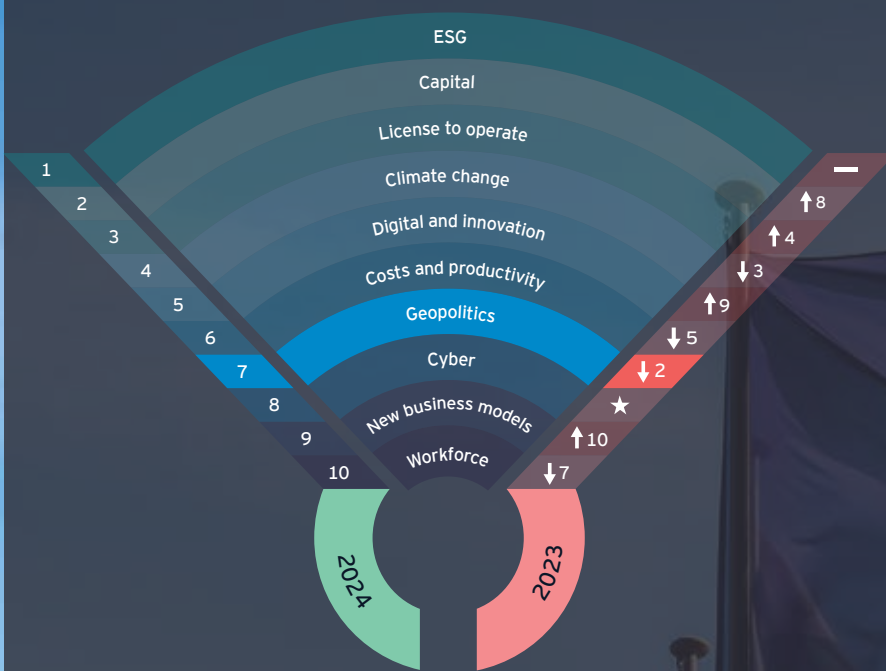 ESG
Capital
License to operate
Climate change
Digital and innovation
Costs and productivity
Geopolitics
Cyber
New business models
Workforce
1
2
3
4
5
6
7
8
9
10
–
↑ 8
↑ 4
↓ 3
↑ 9
↓ 5
↓ 2
★
↑ 10
↓ 7
2024
2023